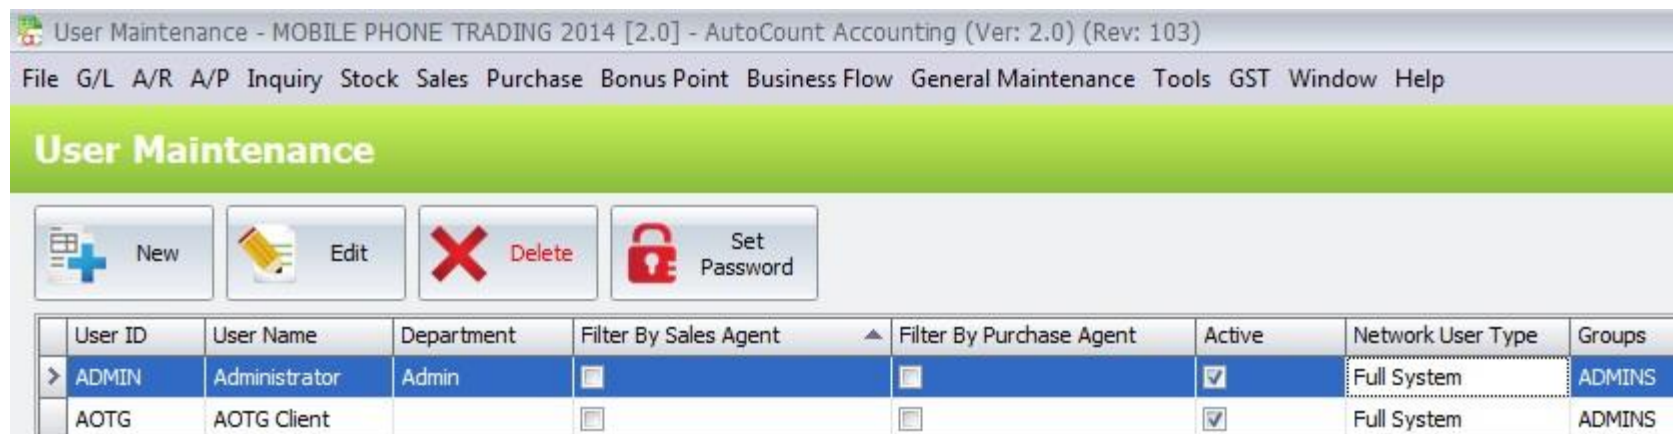 User Maintenance - MOBILE PHONE TRADING 2014 [2.0] - AutoCount Accounting (Ver: 2.0) (Rev: 103)
File G/L A/R A/P Inquiry Stock Sales Purchase Bonus Point Business Flow General Maintenance Tools GST Window Help
User Maintenance
New Edit Delete Set Password
User ID User Name Department Filter By Sales Agent Filter By Purchase Agent Active Network User Type Groups
ADMIN Administrator Admin Full System ADMINS
AOTG AOTG Client Full System ADMINS